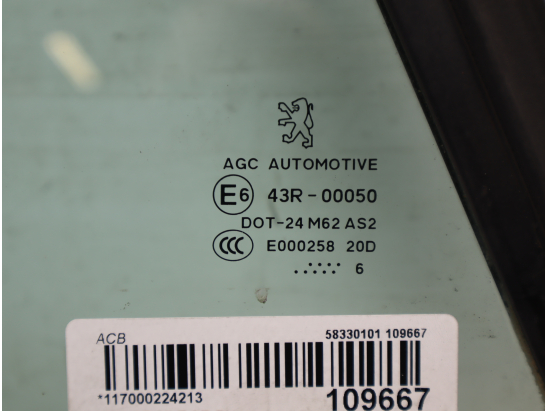 AGC AUTOMOTIVE
E6 43R-00050
DOT-24 M62 AS2
CCC E000258 20D
6
ACB 58330101 109667
*117000224213 109667